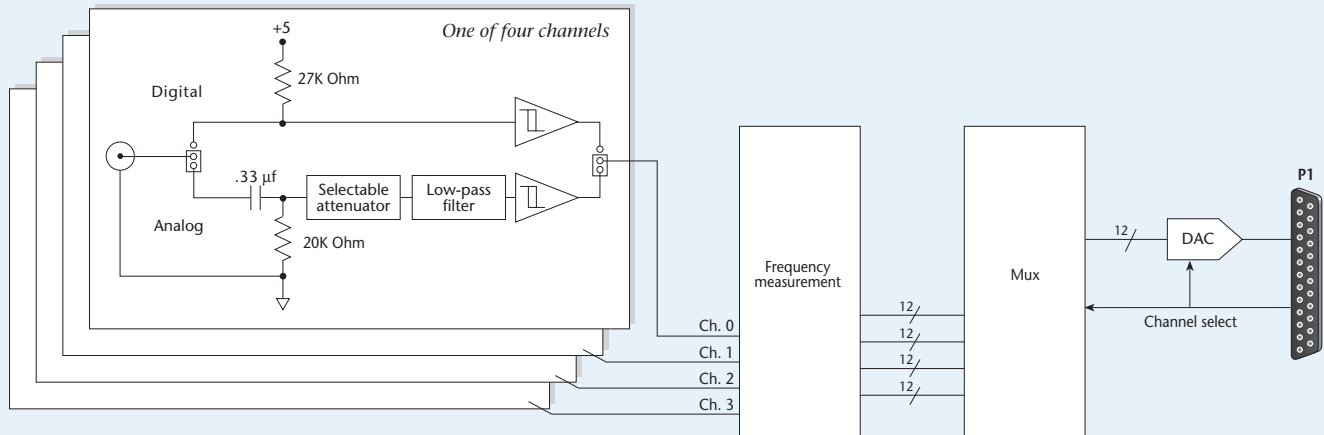 One of four channels
+5
27K Ohm
Digital
.33 µf
Selectable
attenuator
Low-pass
filter
Analog
20K Ohm
Ch. 0
Ch. 1
Ch. 2
Ch. 3
Frequency
measurement
12
12
12
12
Mux
12
DAC
Channel select
P1